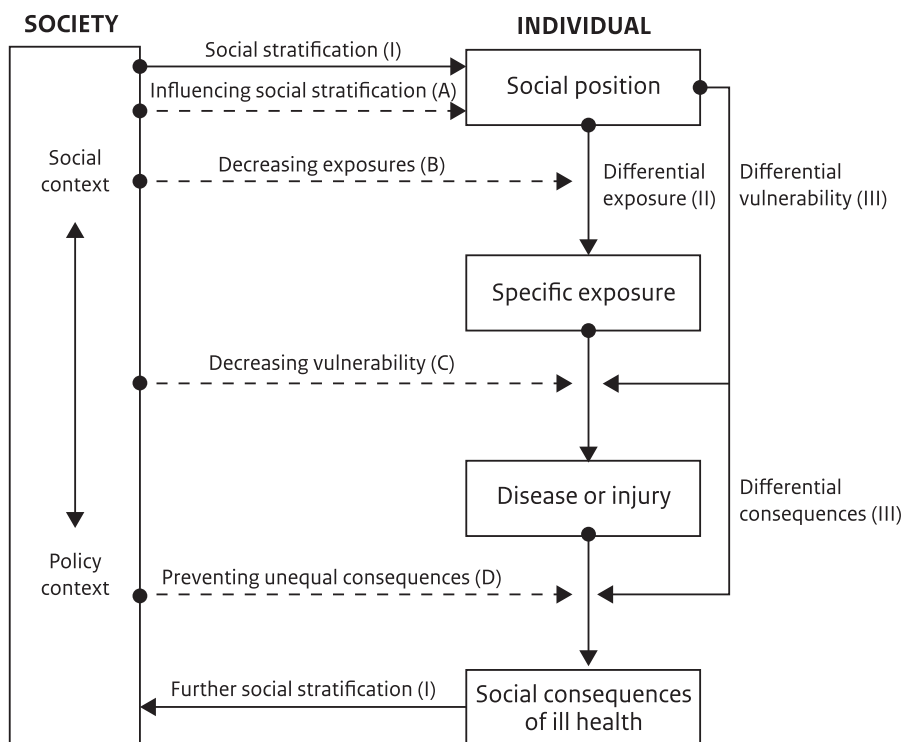 SOCIETY
INDIVIDUAL
Social stratification (I)
Influencing social stratification (A)
Social position
Social
context
Decreasing exposures (B)
Differential
exposure (II)
Differential
vulnerability (III)
Specific exposure
Decreasing vulnerability (C)
Disease or injury
Differential
consequences (III)
Policy
context
Preventing unequal consequences (D)
Further social stratification (I)
Social consequences
of ill health